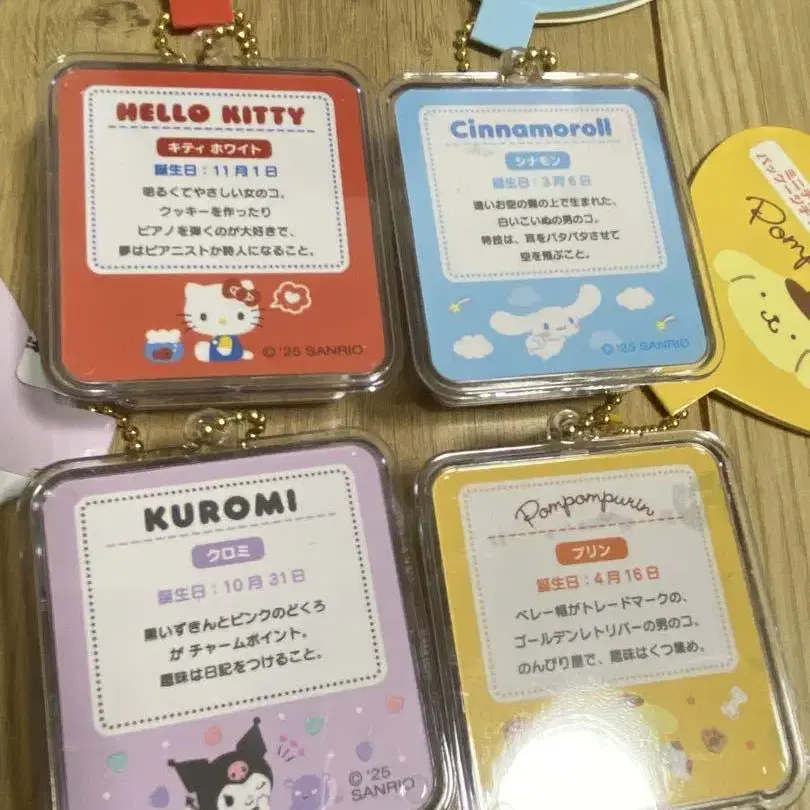 HELLO KITTY
キティ ホワイト
誕生日:11月1日
明るくてやさしい女のコ。
クッキーを作ったり
ピアノを弾くのが大好きで、
夢はピアニストか詩人になること。
© '25 SANRIO
Cinnamoroll
シナモン
誕生日:3月6日
遠いお空の雲の上で生まれた、
白いこいぬの男のコ。
特技は、耳をパタパタさせて
空を飛ぶこと。
© '25 SANRIO
KUROMI
クロミ
誕生日:10月31日
黒いずきんとピンクのどくろ
が チャームポイント。
趣味は日記をつけること。
© '25
SANRIO
Pompompurin
プリン
誕生日:4月16日
ベレー帽がトレードマークの、
ゴールデンレトリバーの男のコ。
のんびり屋で、趣味はくつ集め。